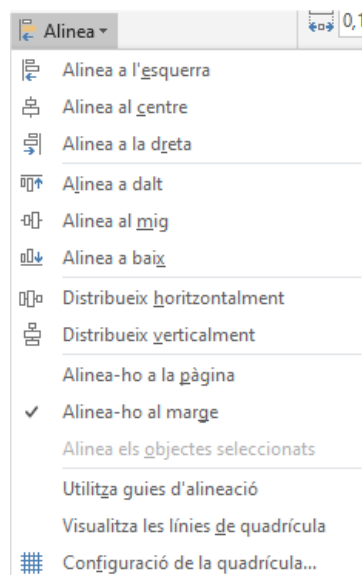 Alinea
0,1
Alinea a l'esquerra
Alinea al centre
Alinea a la dreta
Alinea a dalt
Alinea al mig
Alinea a baix
Distribueix horitzontalment
Distribueix verticalment
Alinea-ho a la pàgina
Alinea-ho al marge
Alinea els objectes seleccionats
Utilitza guies d'alineació
Visualitza les línies de quadrícula
Configuració de la quadrícula...